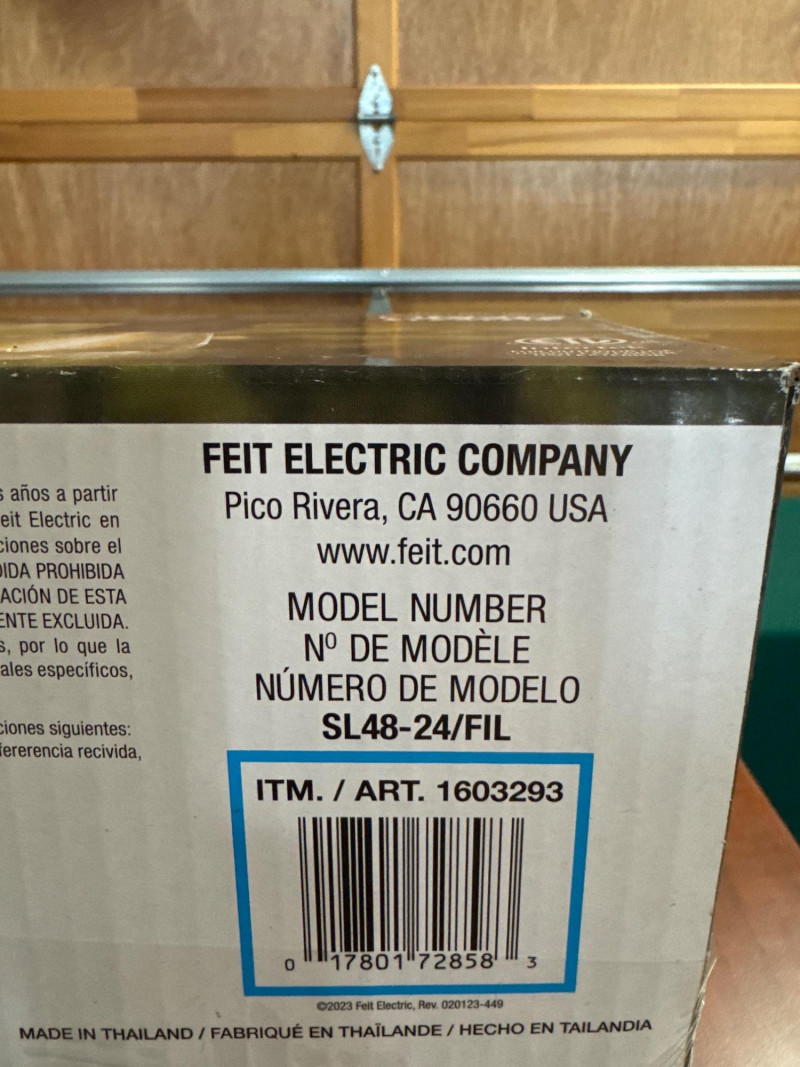 s años a partir
eit Electric en
ciones sobre el
DIDA PROHIBIDA
ACIÓN DE ESTA
ENTE EXCLUIDA.
s, por lo que la
ales específicos,
ciones siguientes:
fererencia recivida,
FEIT ELECTRIC COMPANY
Pico Rivera, CA 90660 USA
www.feit.com
MODEL NUMBER
Nº DE MODÈLE
NÚMERO DE MODELO
SL48-24/FIL
ITM. / ART. 1603293
0 17801 72858 3
©2023 Feit Electric, Rev. 020123-449
MADE IN THAILAND / FABRIQUÉ EN THAÏLANDE / HECHO EN TAILANDIA